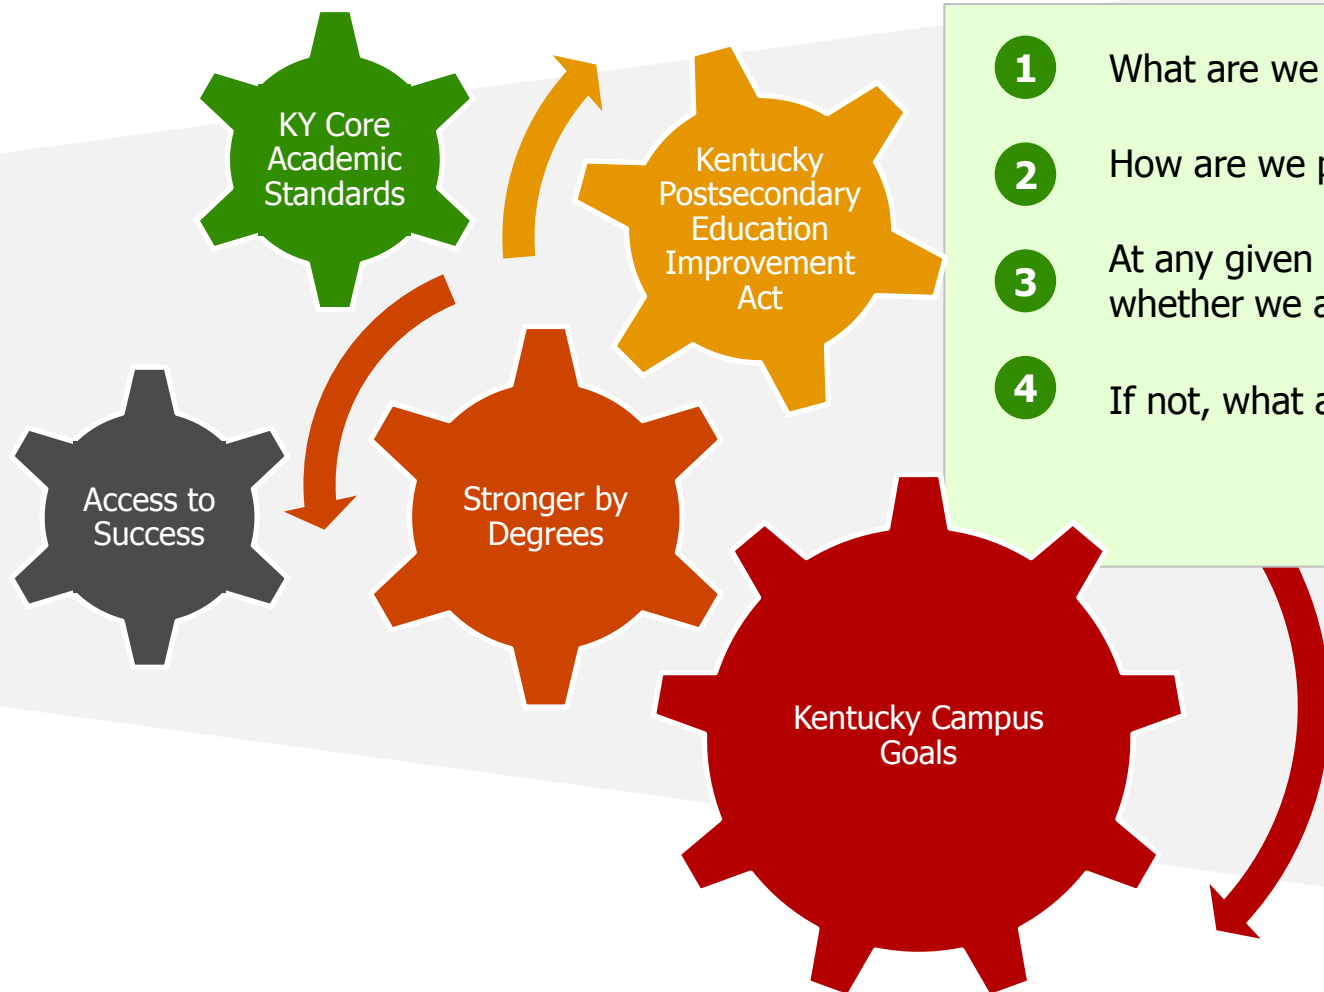 KY Core
Academic
Standards
Kentucky
Postsecondary
Education
Improvement
Act
Access to
Success
Stronger by
Degrees
Kentucky Campus
Goals
1 What are we
2 How are we
3 At any given
whether we
4 If not, what